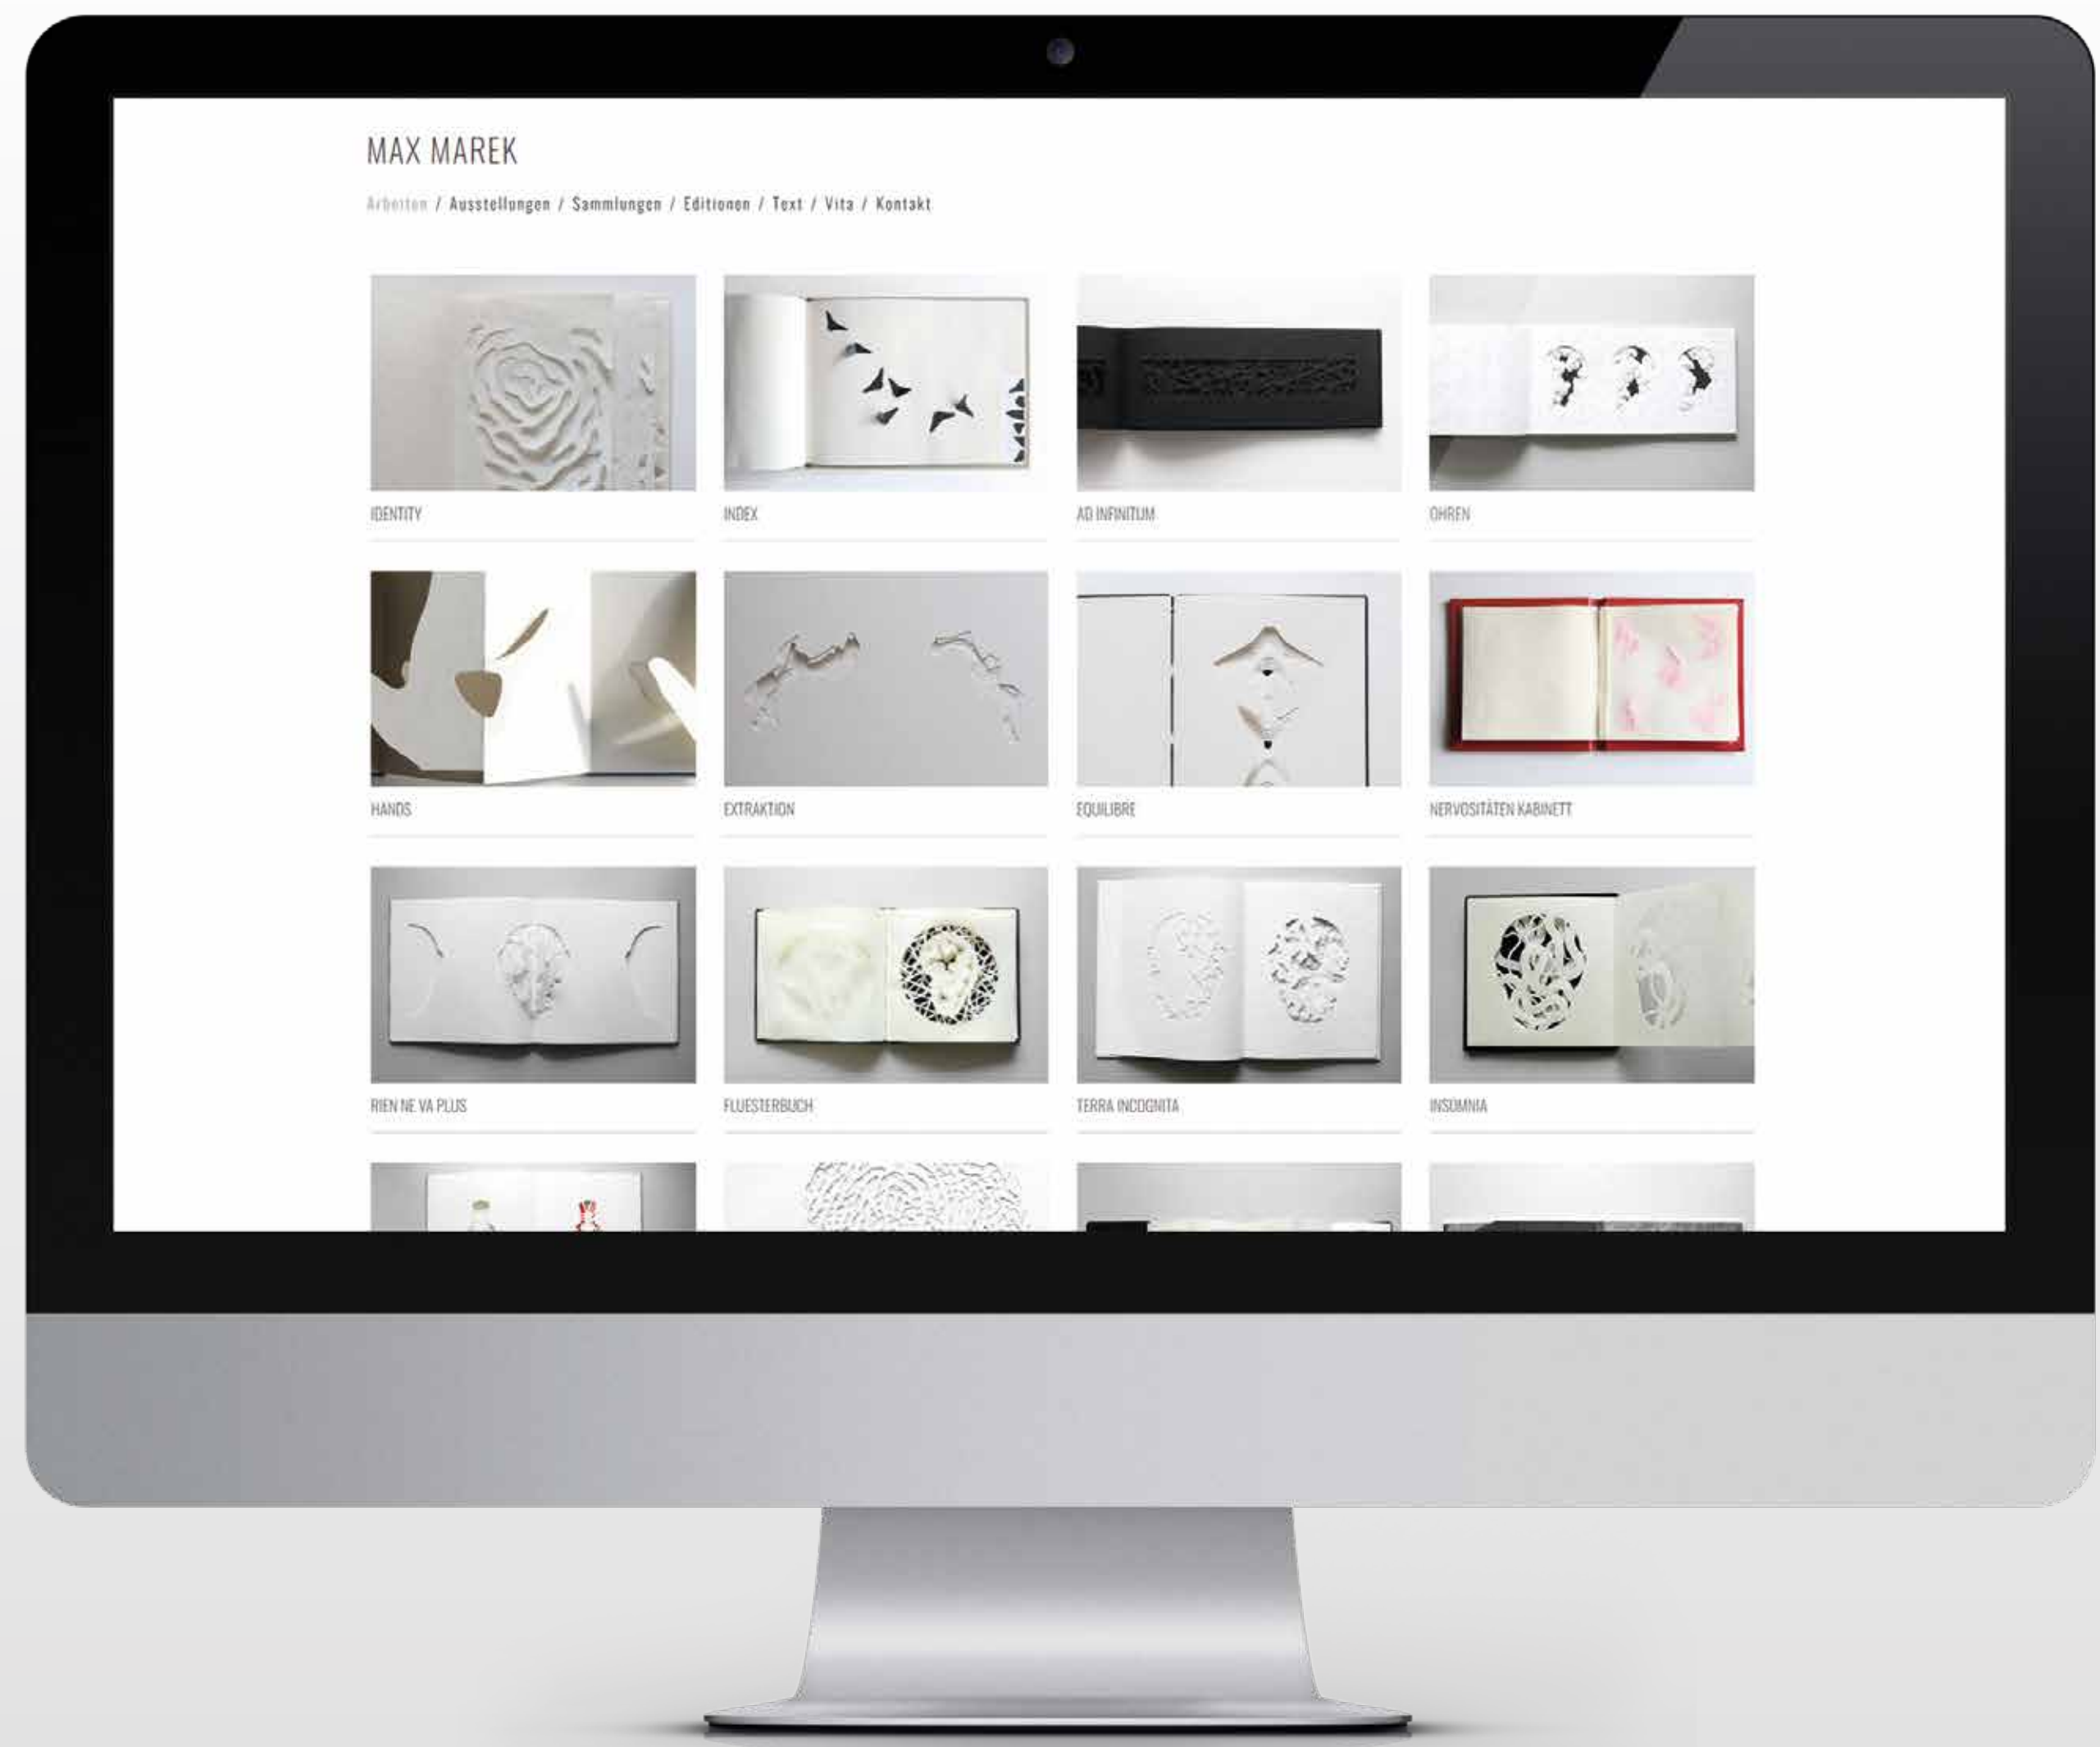 MAX MAREK
Arbeiten / Ausstellungen / Sammlungen / Editionen / Text / Vita / Kontakt
IDENTITY
INDEX
AD INFINITUM
OHREN
HANDS
EXTRAKTION
EQUILIBRE
NERVOSITÄTEN KABINETT
RIEN NE VA PLUS
FLUESTERBUCH
TERRA INCOGNITA
INSOMNIA